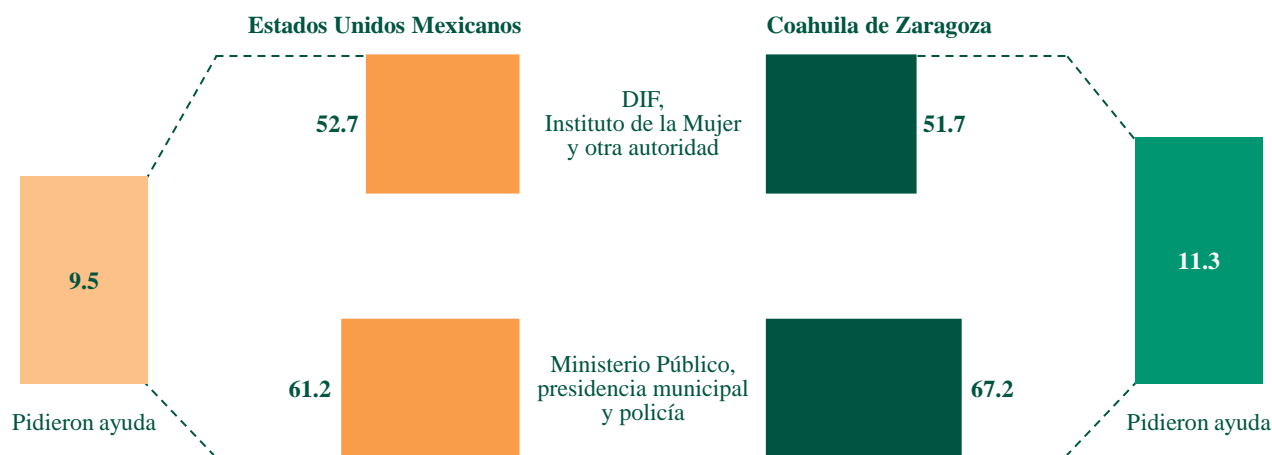 Estados Unidos Mexicanos
Coahuila de Zaragoza
52.7
DIF,
Instituto de la Mujer
y otra autoridad
51.7
9.5
11.3
61.2
Ministerio Público,
presidencia municipal
y policía
67.2
Pidieron ayuda
Pidieron ayuda